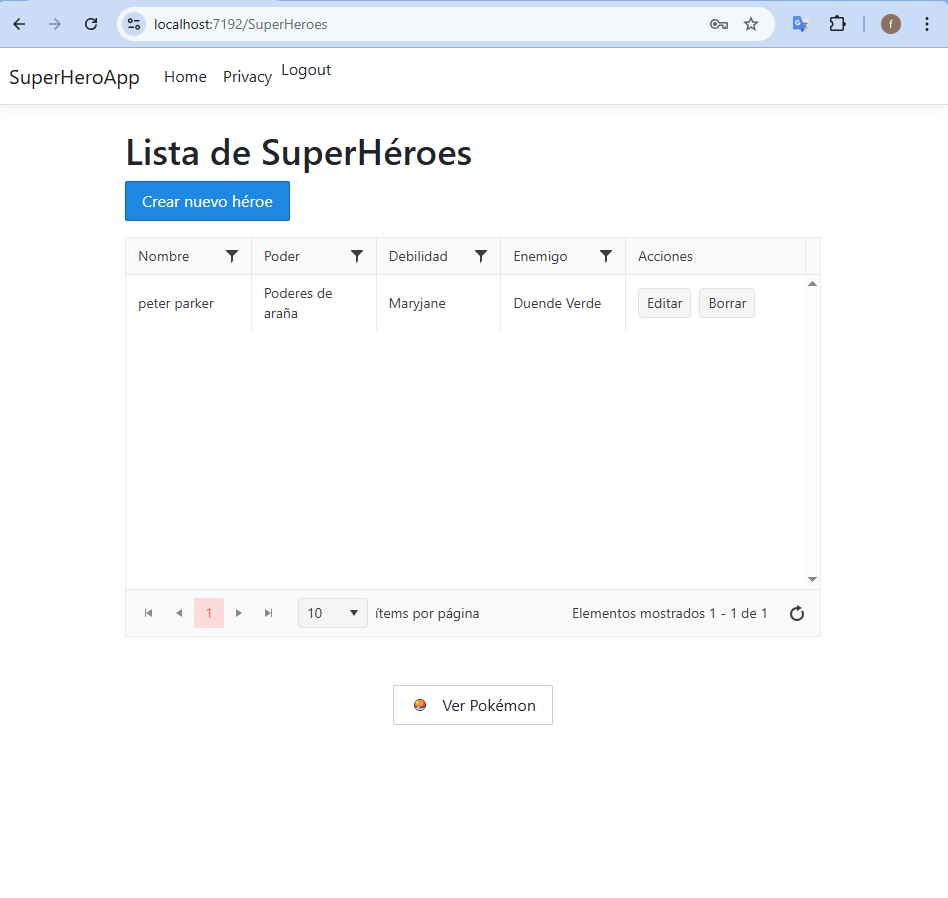 localhost:7192/SuperHeroes
f
SuperHeroApp Home Privacy Logout
Lista de SuperHéroes
Crear nuevo héroe
Nombre Poder Debilidad Enemigo Acciones
peter parker Poderes de araña Maryjane Duende Verde Editar Borrar
1 10 ítems por página Elementos mostrados 1 - 1 de 1
Ver Pokémon